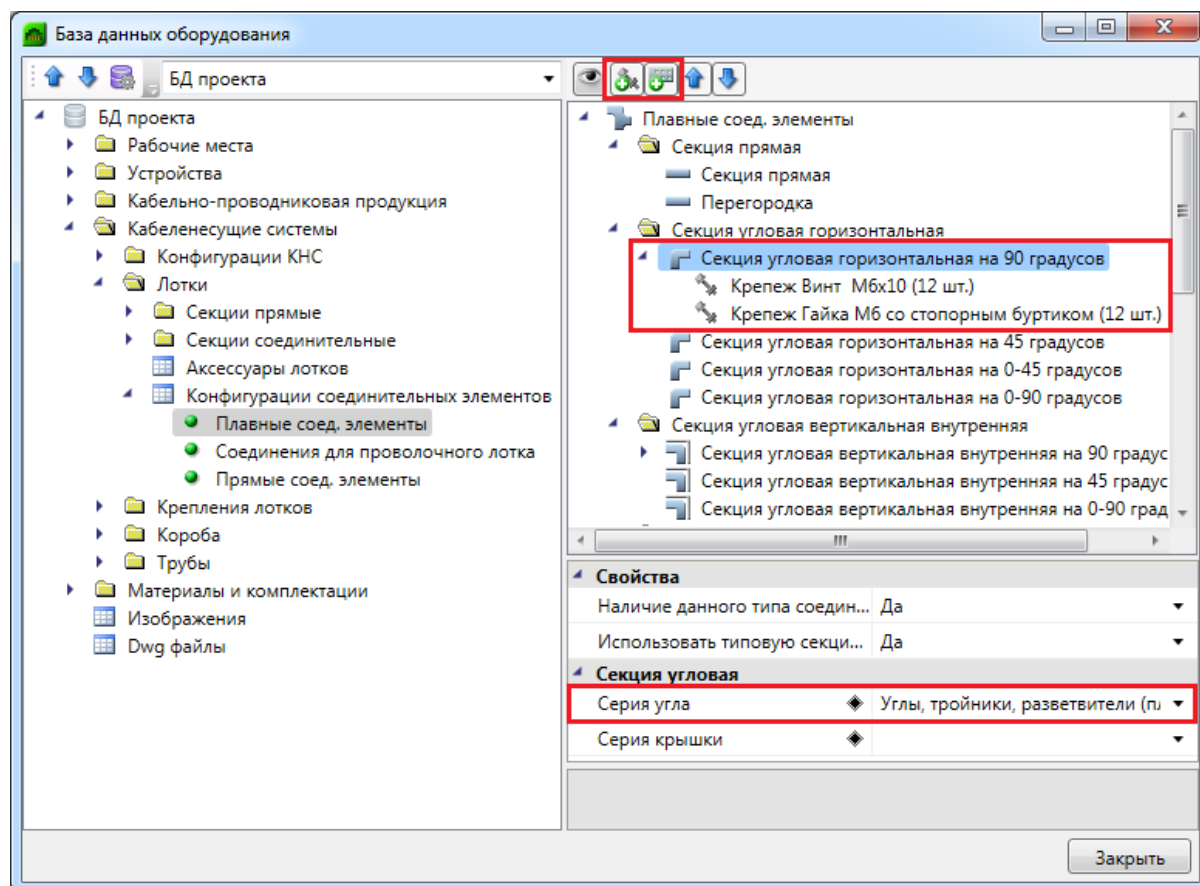 База данных оборудования
БД проекта
БД проекта
Рабочие места
Устройства
Кабельно-проводниковая продукция
Кабеленесущие системы
Конфигурации КНС
Лотки
Секции прямые
Секции соединительные
Аксессуары лотков
Конфигурации соединительных элементов
Плавные соед. элементы
Соединения для проволочного лотка
Прямые соед. элементы
Крепления лотков
Короба
Трубы
Материалы и комплектации
Изображения
Dwg файлы
Плавные соед. элементы
Секция прямая
Секция прямая
Перегородка
Секция угловая горизонтальная
Секция угловая горизонтальная на 90 градусов
Крепеж Винт М6х10 (12 шт.)
Крепеж Гайка М6 со стопорным буртиком (12 шт.)
Секция угловая горизонтальная на 45 градусов
Секция угловая горизонтальная на 0-45 градусов
Секция угловая горизонтальная на 0-90 градусов
Секция угловая вертикальная внутренняя
Секция угловая вертикальная внутренняя на 90 градус
Секция угловая вертикальная внутренняя на 45 градус
Секция угловая вертикальная внутренняя на 0-90 град
Свойства
Наличие данного типа соедин... Да
Использовать типовую секци... Да
Секция угловая
Серия угла Углы, тройники, разветвители (пл
Серия крышки
Закрыть